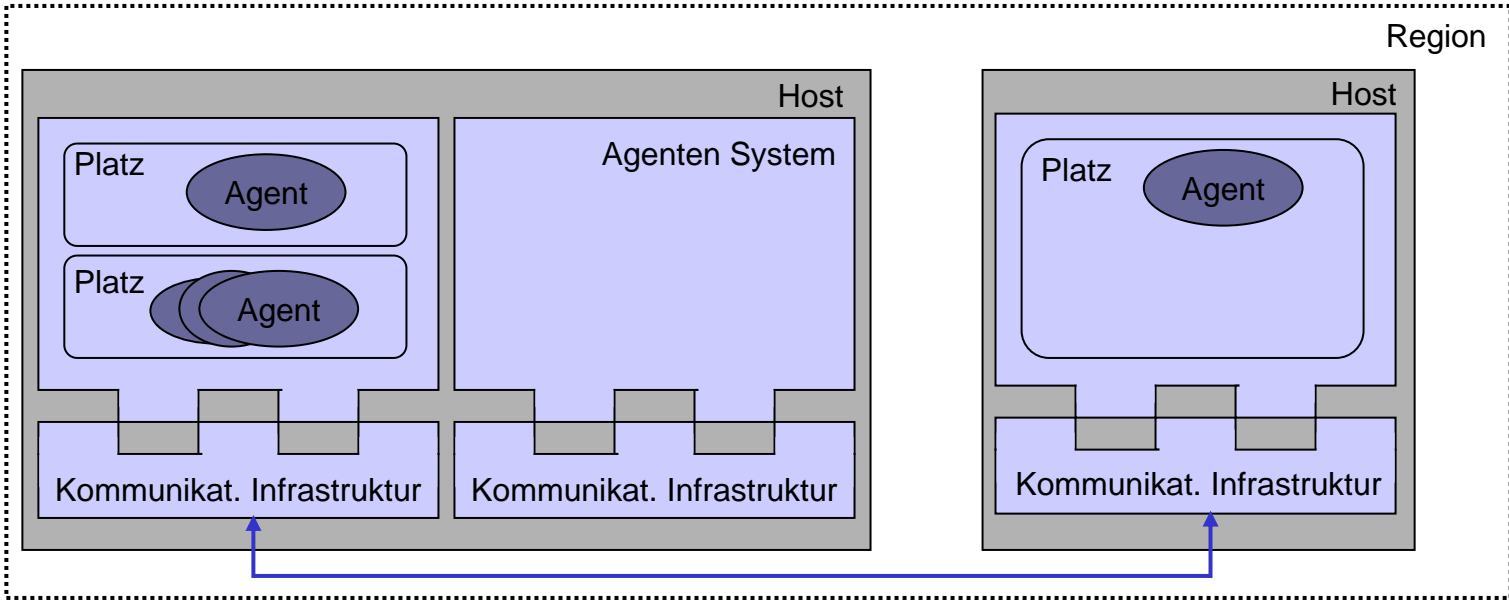 Region
Host
Platz
Agent
Platz
Agent
Agenten System
Kommunikat. Infrastruktur
Kommunikat. Infrastruktur
Host
Platz
Agent
Kommunikat. Infrastruktur